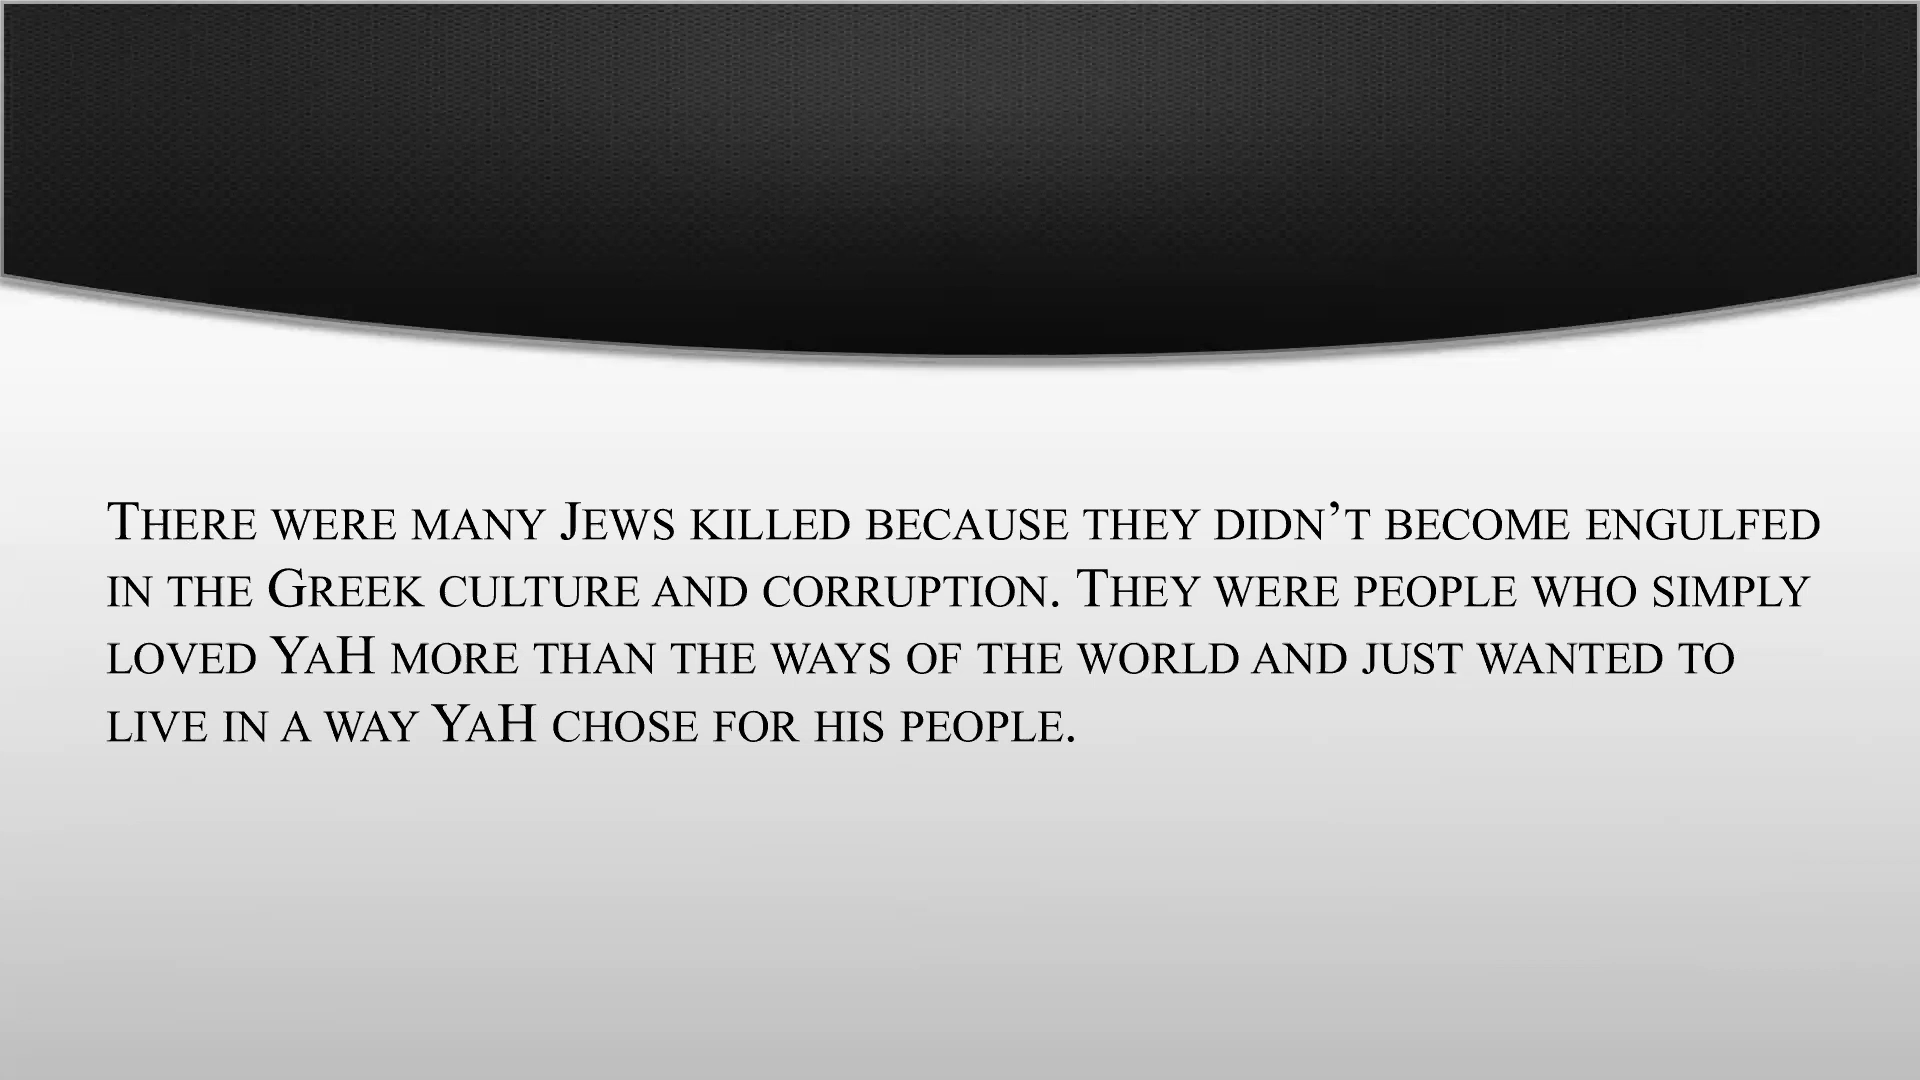 There were many Jews killed because they didn’t become engulfed
in the Greek culture and corruption. They were people who simply
loved YaH more than the ways of the world and just wanted to
live in a way YaH chose for his people.